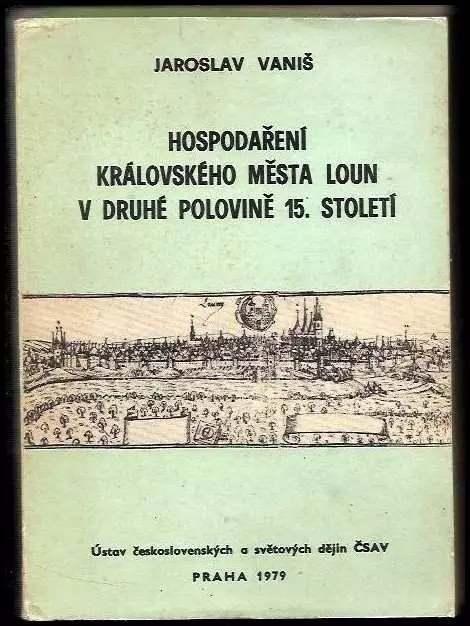 JAROSLAV VANIŠ
HOSPODAŘENÍ
KRÁLOVSKÉHO MĚSTA LOUN
V DRUHÉ POLOVINĚ 15. STOLETÍ
Ústav československých a světových dějin ČSAV
PRAHA 1979